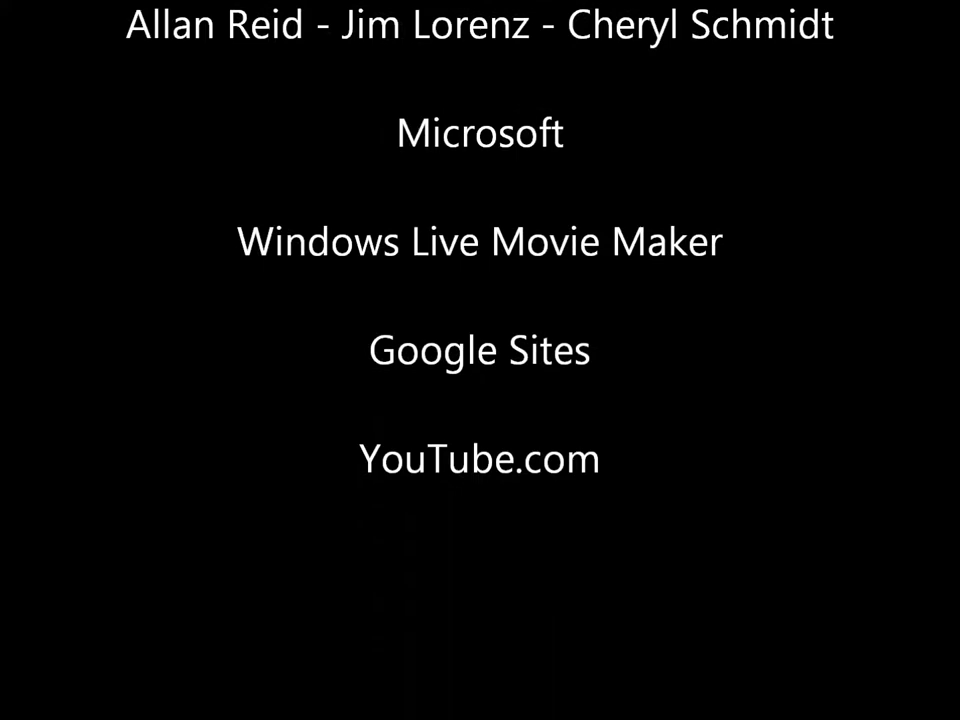 Allan Reid - Jim Lorenz - Cheryl Schmidt
Microsoft
Windows Live Movie Maker
Google Sites
YouTube.com